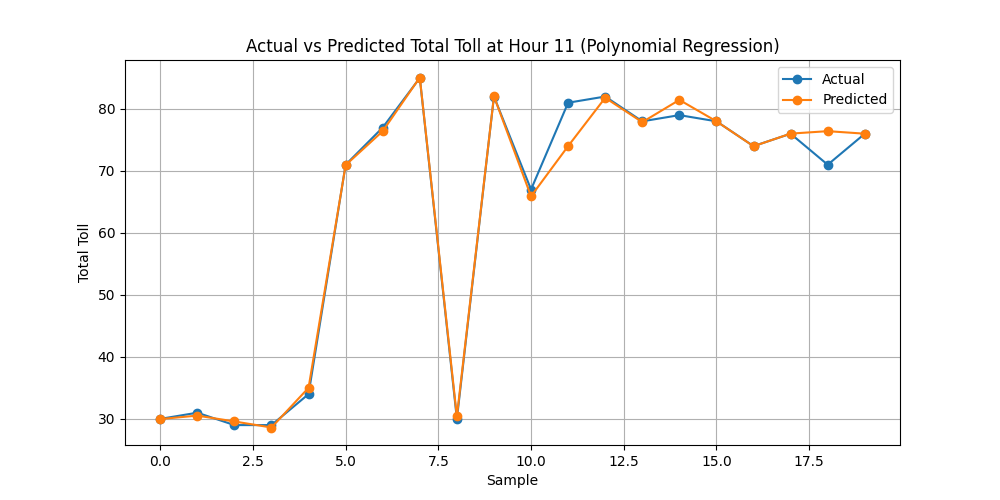 Actual vs Predicted Total Toll at Hour 11 (Polynomial Regression)
Actual
Predicted
Total Toll
80
70
60
50
40
30
0.0 2.5 5.0 7.5 10.0 12.5 15.0 17.5
Sample